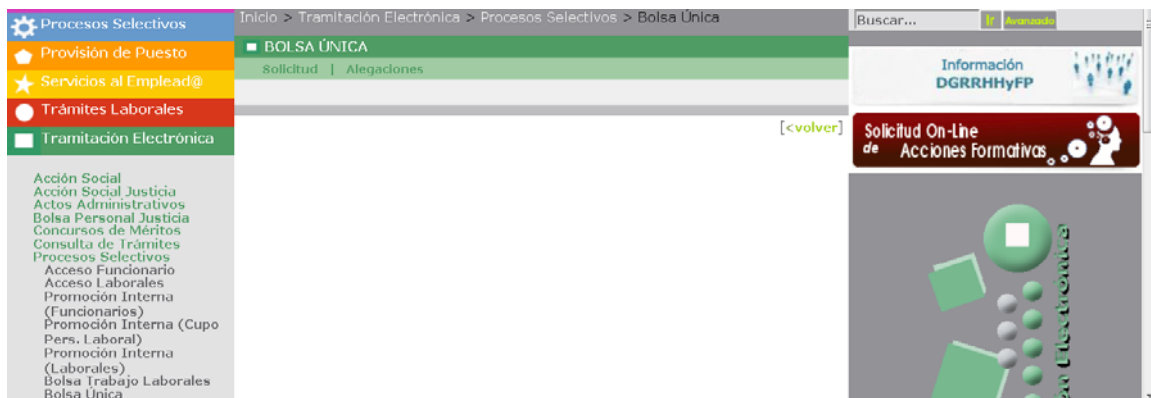 Procesos Selectivos
Provisión de Puesto
Servicios al Emplead@
Trámites Laborales
Tramitación Electrónica
Acción Social
Acción Social Justicia
Actos Administrativos
Bolsa Personal Justicia
Concursos de Méritos
Consulta de Trámites
Procesos Selectivos
Acceso Funcionario
Acceso Laborales
Promoción Interna
(Funcionarios)
Promoción Interna (Cupo
Pers. Laboral)
Promoción Interna
(Laborales)
Bolsa Trabajo Laborales
Bolsa Única
Inicio > Tramitación Electrónica > Procesos Selectivos > Bolsa Única
BOLSA ÚNICA
Solicitud | Alegaciones
[<volver]
Buscar... Ir Avanzado
Información
DGRRHHyFP
Solicitud On-Line
de Acciones Formativas
ón Electrónica